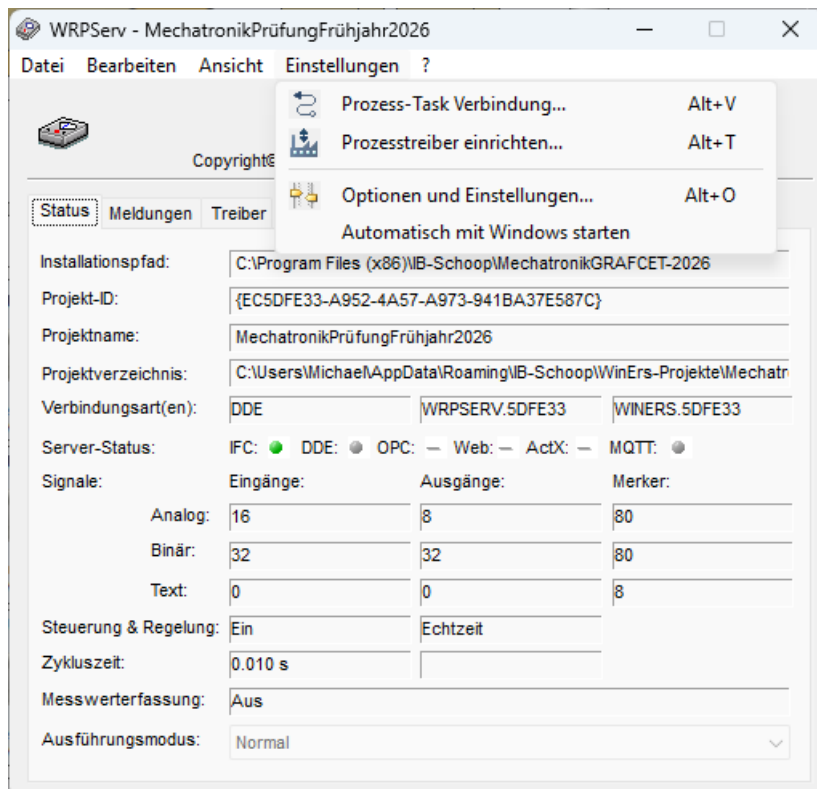 WRPServ - MechatronikPrüfungFrühjahr2026
Datei Bearbeiten Ansicht Einstellungen ?
Prozess-Task Verbindung... Alt+V
Prozesstreiber einrichten... Alt+T
Copyright©
Optionen und Einstellungen... Alt+O
Automatisch mit Windows starten
Status Meldungen Treiber
Installationspfad: C:\Program Files (x86)\IB-Schoop\MechatronikGRAFCET-2026
Projekt-ID: {EC5DFE33-A952-4A57-A973-941BA37E587C}
Projektname: MechatronikPrüfungFrühjahr2026
Projektverzeichnis: C:\Users\Michael\AppData\Roaming\IB-Schoop\WinErs-Projekte\Mechatr
Verbindungsart(en): DDE WRPSERV.5DFE33 WINERS.5DFE33
Server-Status: IFC: DDE: OPC: Web: ActX: MQTT:
Signale: Eingänge: Ausgänge: Merker:
Analog: 16 8 80
Binär: 32 32 80
Text: 0 0 8
Steuerung & Regelung: Ein Echtzeit
Zykluszeit: 0.010 s
Messwerterfassung: Aus
Ausführungsmodus: Normal